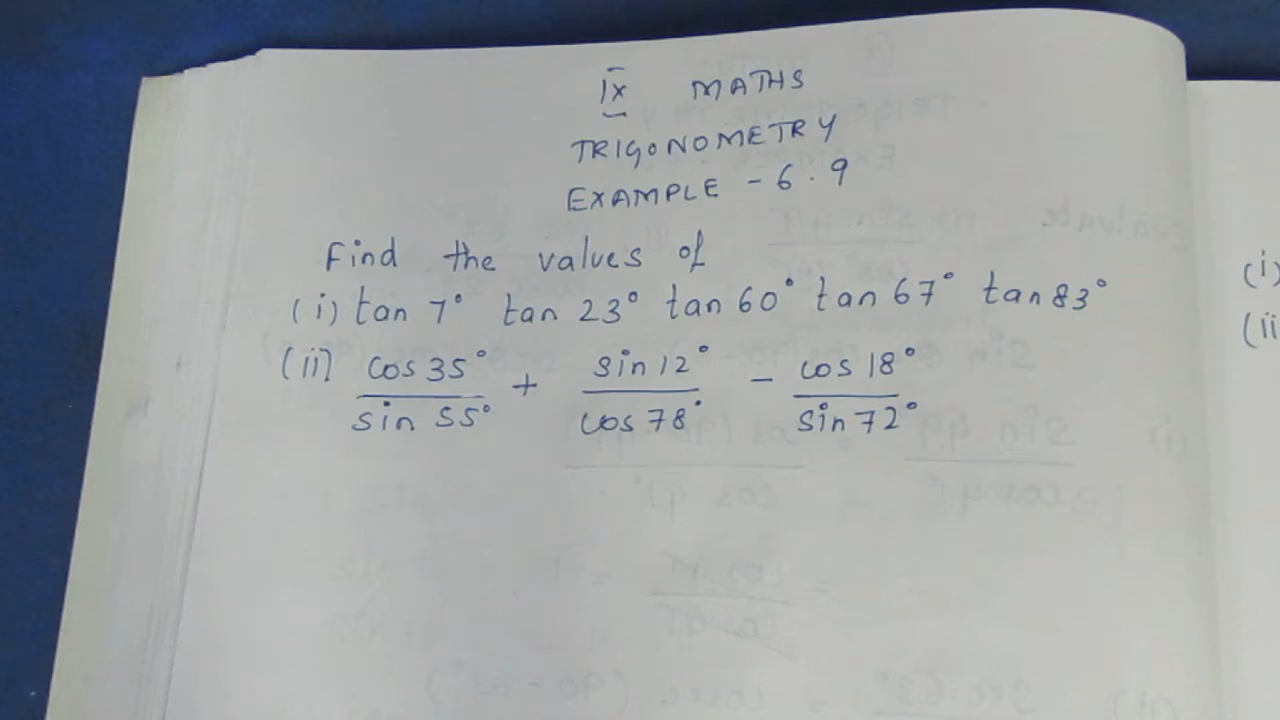 IX MATHS
TRIGONOMETRY
EXAMPLE - 6.9
Find the values of
(i) tan 7° tan 23° tan 60° tan 67° tan 83°
(ii) cos 35°/sin 55° + sin 12°/cos 78° - cos 18°/sin 72°
(i)
(ii